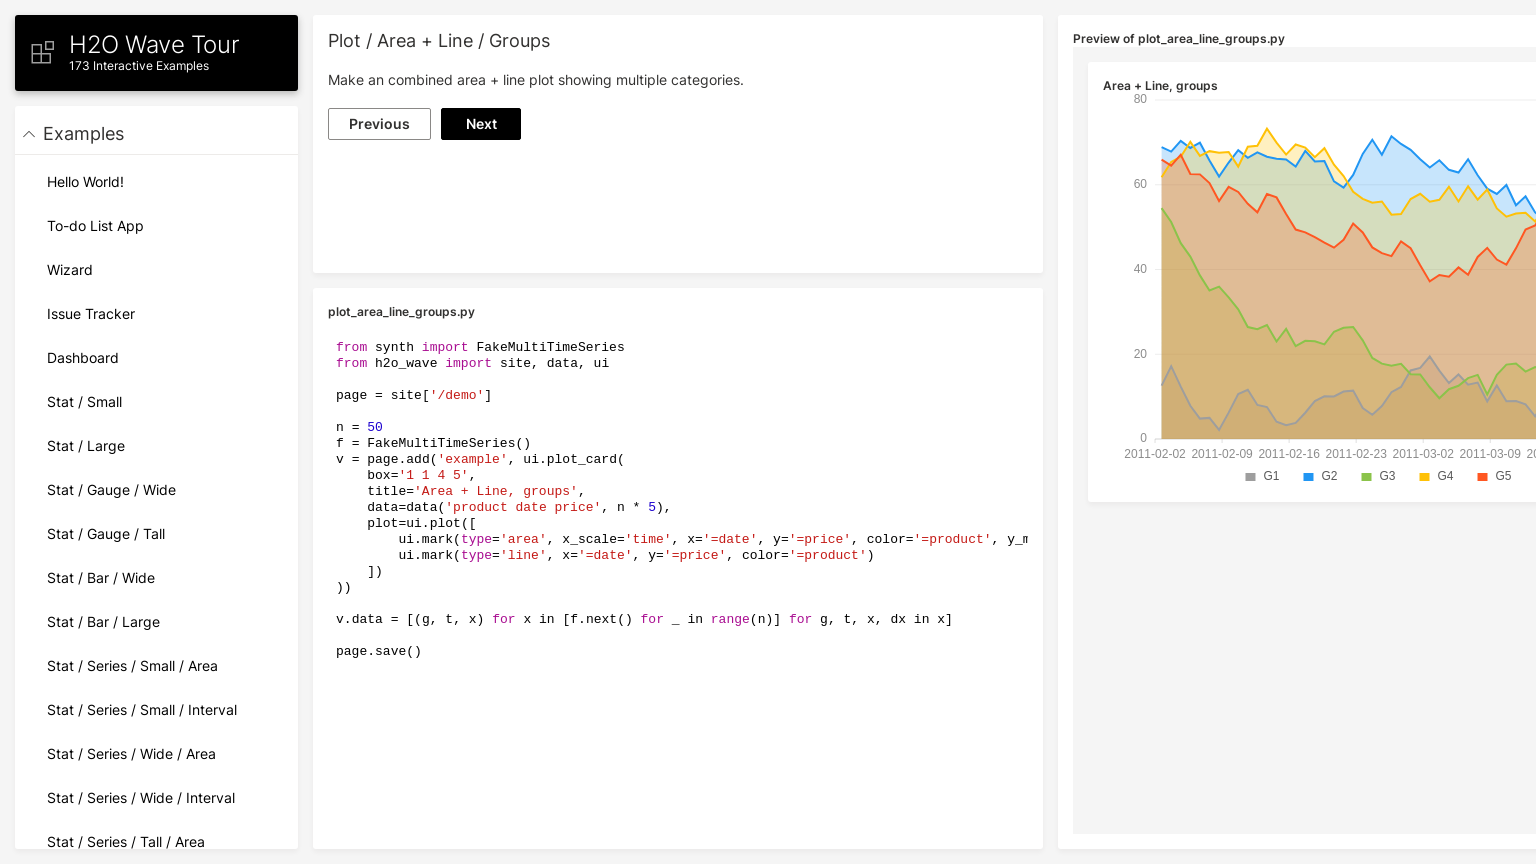 H2O Wave Tour
173 Interactive Examples
Examples
Hello World!
To-do List App
Wizard
Issue Tracker
Dashboard
Stat / Small
Stat / Large
Stat / Gauge / Wide
Stat / Gauge / Tall
Stat / Bar / Wide
Stat / Bar / Large
Stat / Series / Small / Area
Stat / Series / Small / Interval
Stat / Series / Wide / Area
Stat / Series / Wide / Interval
Stat / Series / Tall / Area
Plot / Area + Line / Groups
Make an combined area + line plot showing multiple categories.
Previous Next
plot_area_line_groups.py
from synth import FakeMultiTimeSeries
from h2o_wave import site, data, ui
page = site['/demo']
n = 50
f = FakeMultiTimeSeries()
v = page.add('example', ui.plot_card(
    box='1 1 4 5',
    title='Area + Line, groups',
    data=data('product date price', n * 5),
    plot=ui.plot([
        ui.mark(type='area', x_scale='time', x='=date', y='=price', color='=product',
        ui.mark(type='line', x='=date', y='=price', color='=product')
    ])
))
v.data = [(g, t, x) for x in [f.next() for _ in range(n)] for g, t, x, dx in x]
page.save()
Preview of plot_area_line_groups.py
Area + Line, groups
80
60
40
20
0
2011-02-02 2011-02-09 2011-02-16 2011-02-23 2011-03-02 2011-03-09
G1 G2 G3 G4 G5